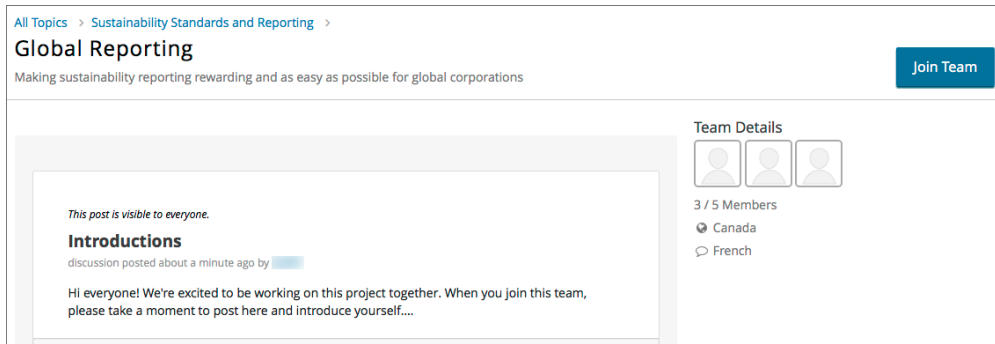 All Topics > Sustainability Standards and Reporting >
Global Reporting
Making sustainability reporting rewarding and as easy as possible for global corporations
Join Team
Team Details
3 / 5 Members
Canada
French
This post is visible to everyone.
Introductions
discussion posted about a minute ago by
Hi everyone! We're excited to be working on this project together. When you join this team,
please take a moment to post here and introduce yourself....